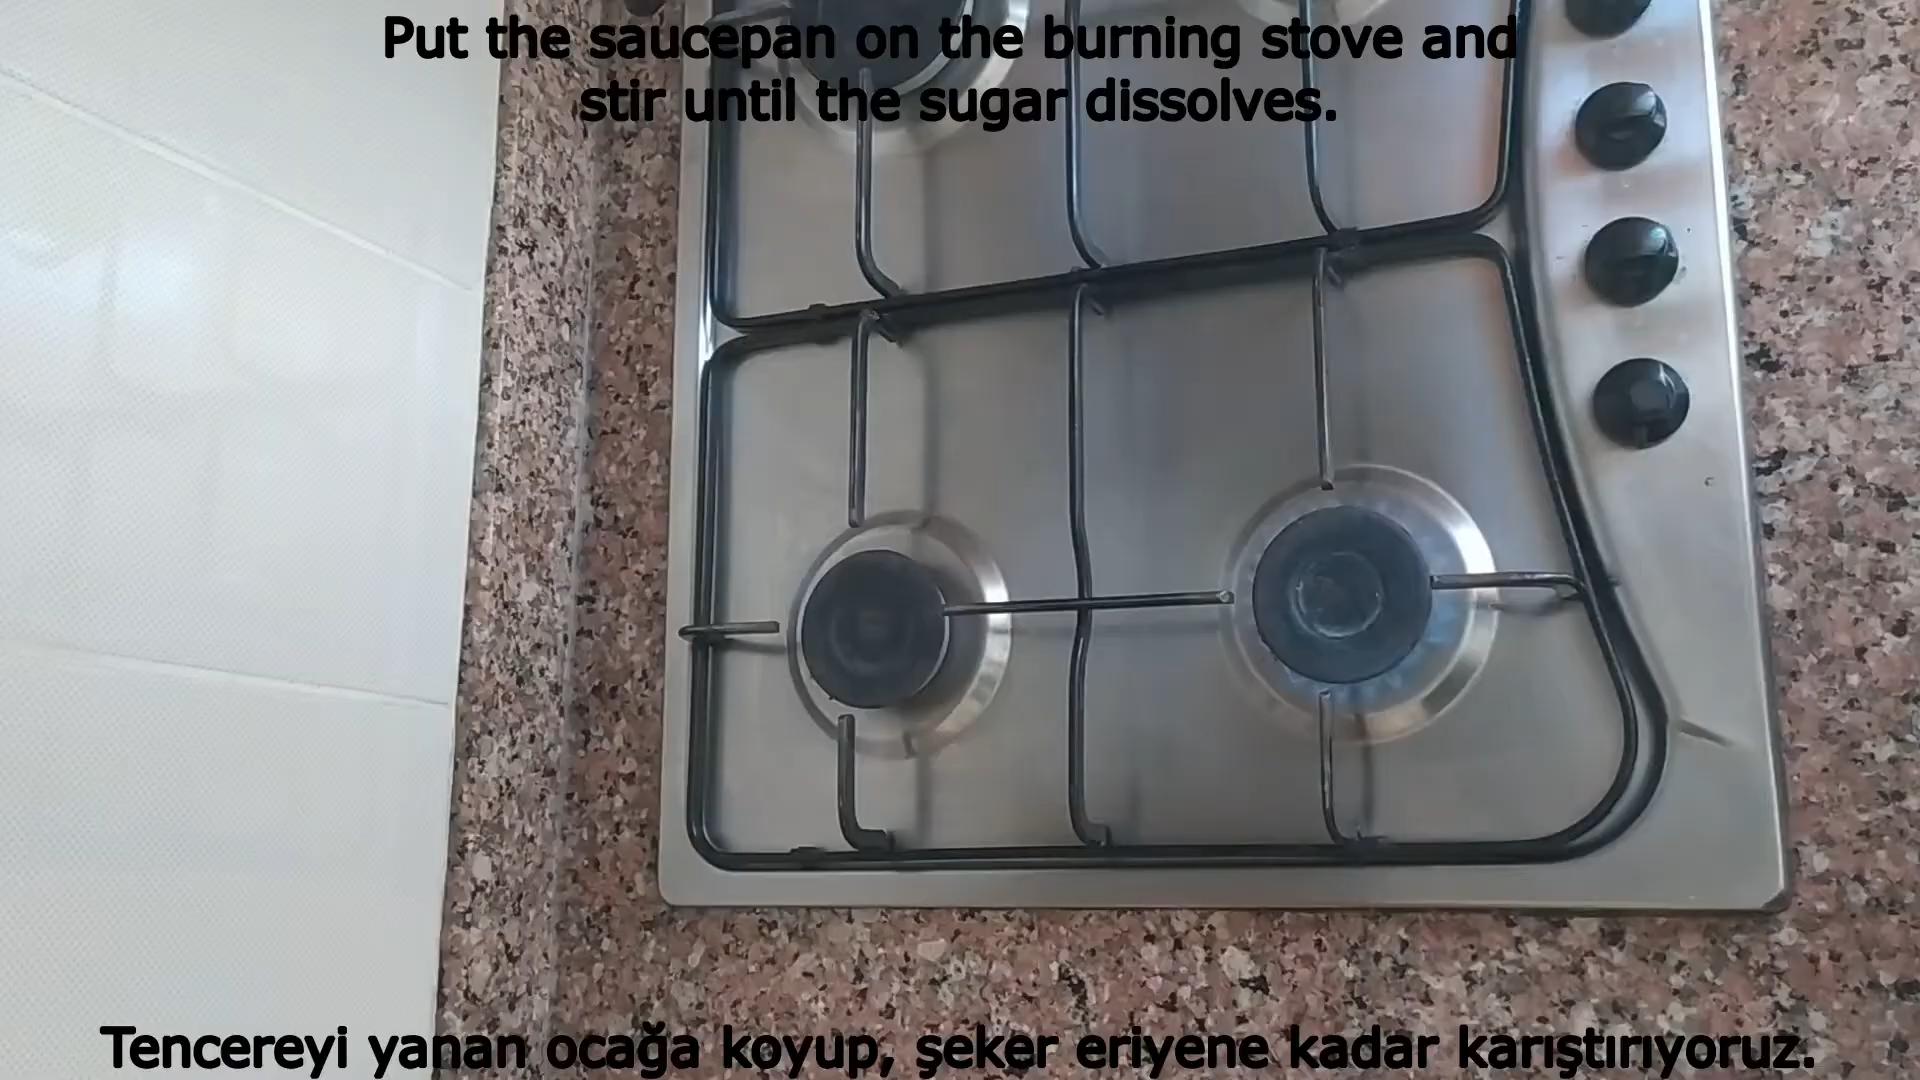 Put the saucepan on the burning stove and
stir until the sugar dissolves.
Tencereyi yanan ocağa koyup, şeker eriyene kadar karıştırıyoruz.